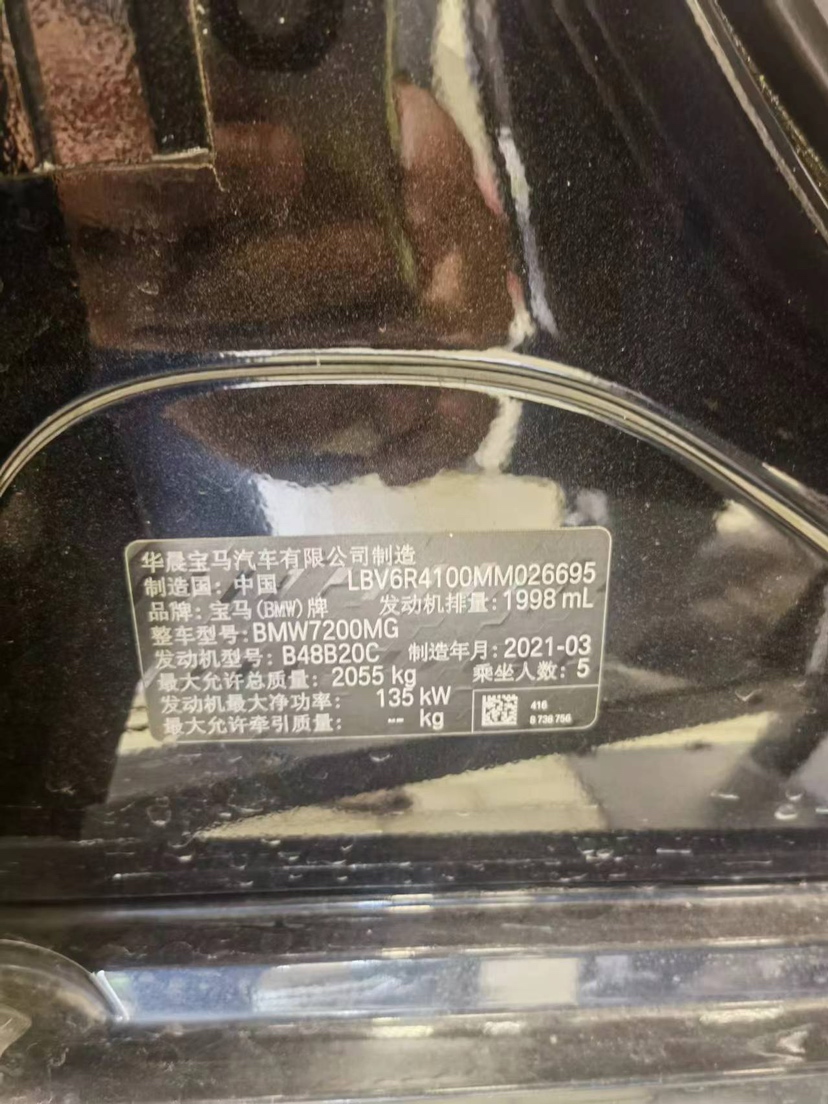 华晨宝马汽车有限公司制造
制造国: 中国 LBV6R4100MM026695
品牌: 宝马(BMW)牌 发动机排量: 1998 mL
整车型号: BMW7200MG
发动机型号: B48B20C 制造年月: 2021-03
最大允许总质量: 2055 kg 乘坐人数: 5
发动机最大净功率: 135 kW
最大允许牵引质量: -- kg
416
8 738 756